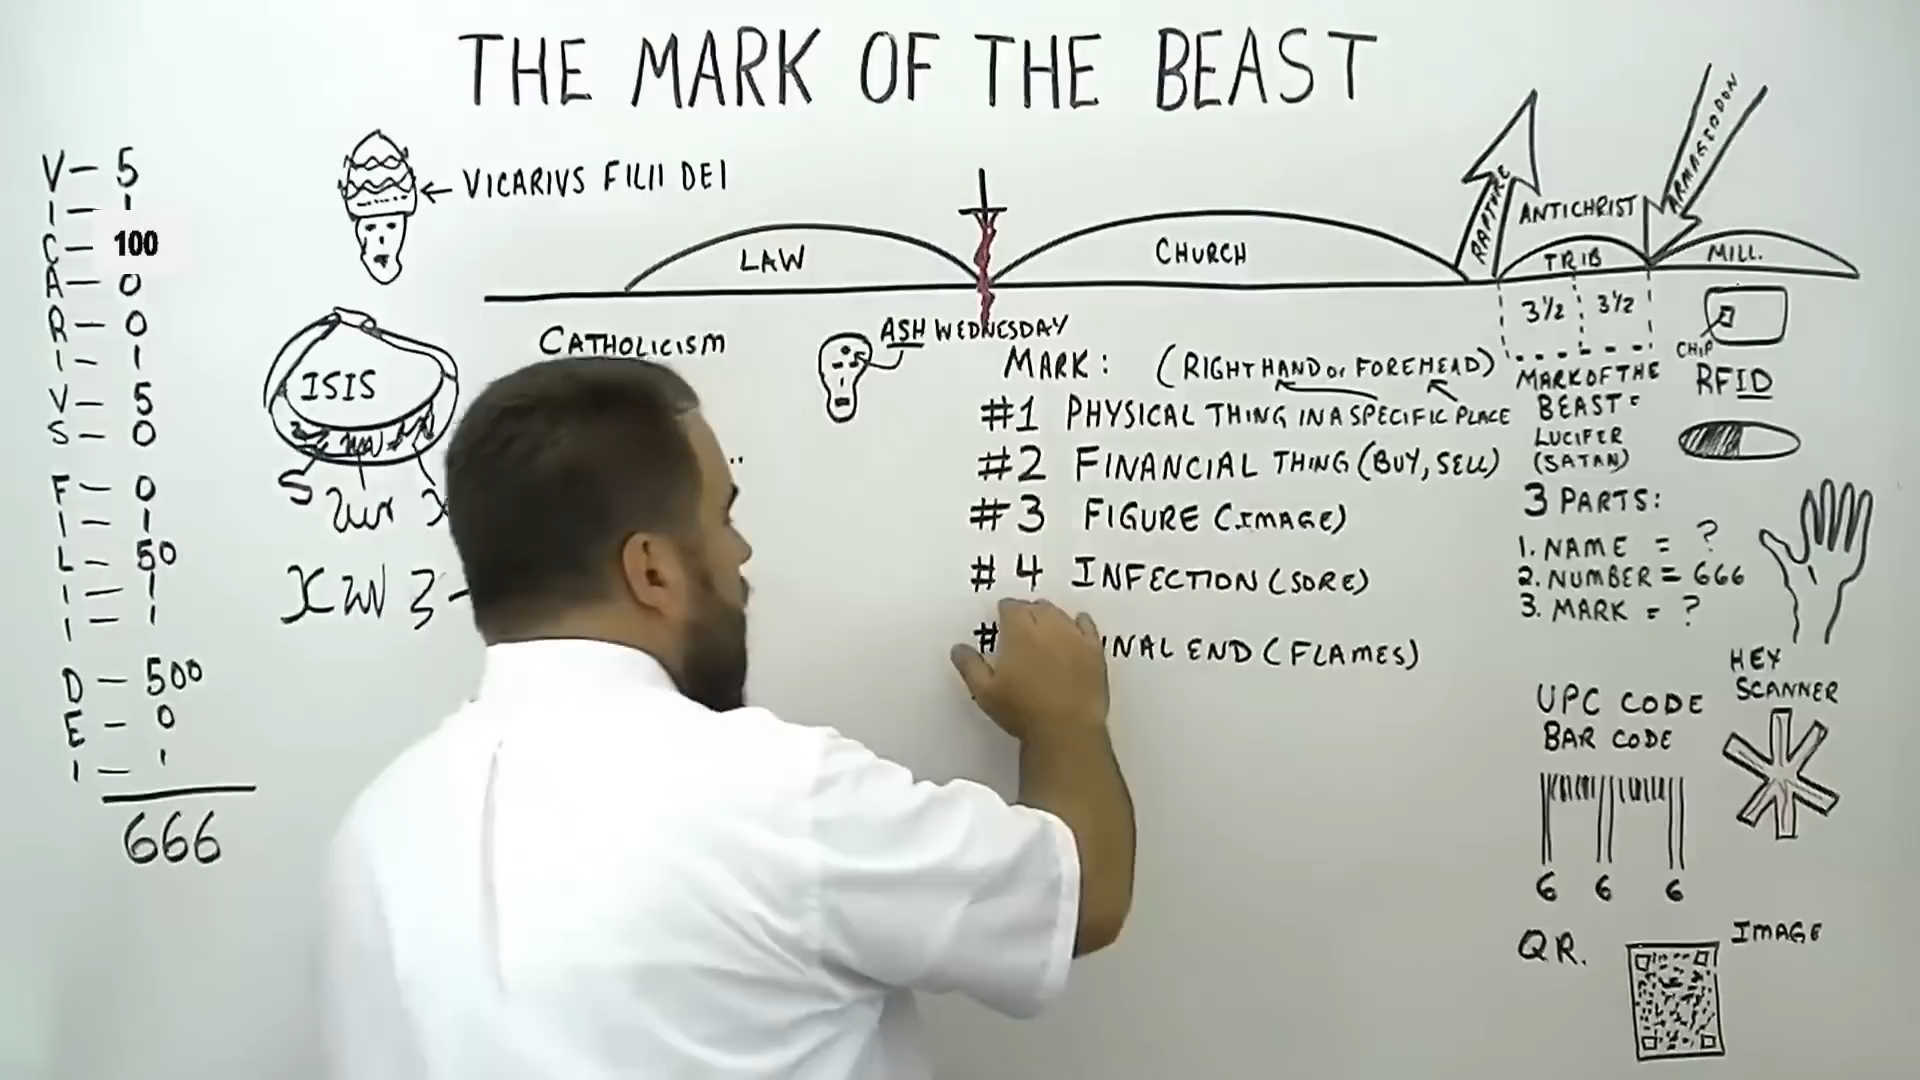 THE MARK OF THE BEAST
V – 5
I – 1
C – 100
A – 0
R – 0
I – 1
V – 5
S – 0
F – 0
I – 1
L – 50
I – 1
I – 1
D – 500
E – 0
I – 1
666
VICARIVS FILII DEI
ISIS
CATHOLICISM
LAW
CHURCH
RAPTURE
ANTICHRIST
TRIB
ARMAGEDDON
MILL.
3½ 3½
ASH WEDNESDAY
MARK: (RIGHT HAND or FOREHEAD)
#1 PHYSICAL THING IN A SPECIFIC PLACE
#2 FINANCIAL THING (BUY, SELL)
#3 FIGURE (IMAGE)
#4 INFECTION (SORE)
# INAL END (FLAMES)
MARK OF THE
BEAST =
LUCIFER
(SATAN)
3 PARTS:
1. NAME = ?
2. NUMBER = 666
3. MARK = ?
CHIP
RFID
HEY
SCANNER
UPC CODE
BAR CODE
6 6 6
QR.
IMAGE